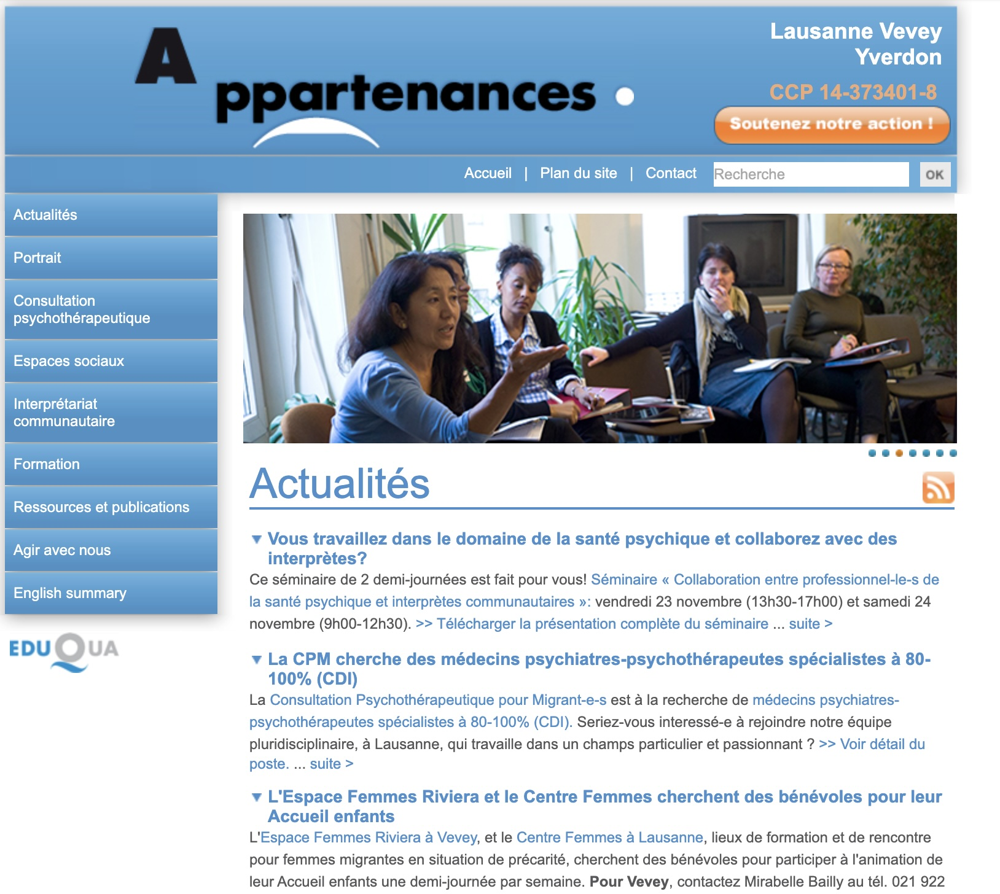 Appartenances
Lausanne Vevey
Yverdon
CCP 14-373401-8
Soutenez notre action !
Accueil | Plan du site | Contact
Recherche
OK
Actualités
Portrait
Consultation
psychothérapeutique
Espaces sociaux
Interprétariat
communautaire
Formation
Ressources et publications
Agir avec nous
English summary
EDUQUA
Actualités
Vous travaillez dans le domaine de la santé psychique et collaborez avec des
interprètes?
Ce séminaire de 2 demi-journées est fait pour vous! Séminaire « Collaboration entre professionnel-le-s de
la santé psychique et interprètes communautaires »: vendredi 23 novembre (13h30-17h00) et samedi 24
novembre (9h00-12h30). >> Télécharger la présentation complète du séminaire ... suite >
La CPM cherche des médecins psychiatres-psychothérapeutes spécialistes à 80-
100% (CDI)
La Consultation Psychothérapeutique pour Migrant-e-s est à la recherche de médecins psychiatres-
psychothérapeutes spécialistes à 80-100% (CDI). Seriez-vous interessé-e à rejoindre notre équipe
pluridisciplinaire, à Lausanne, qui travaille dans un champs particulier et passionnant ? >> Voir détail du
poste. ... suite >
L'Espace Femmes Riviera et le Centre Femmes cherchent des bénévoles pour leur
Accueil enfants
L'Espace Femmes Riviera à Vevey, et le Centre Femmes à Lausanne, lieux de formation et de rencontre
pour femmes migrantes en situation de précarité, cherchent des bénévoles pour participer à l'animation de
leur Accueil enfants une demi-journée par semaine. Pour Vevey, contactez Mirabelle Bailly au tél. 021 922